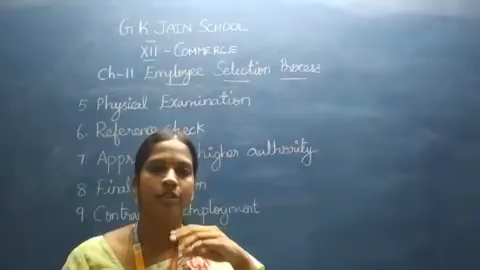 G K JAIN SCHOOL
XII - COMMERCE
Ch-11 Employee Selection Process
5 Physical Examination
6. Reference check
7 higher authority
8
9. employment